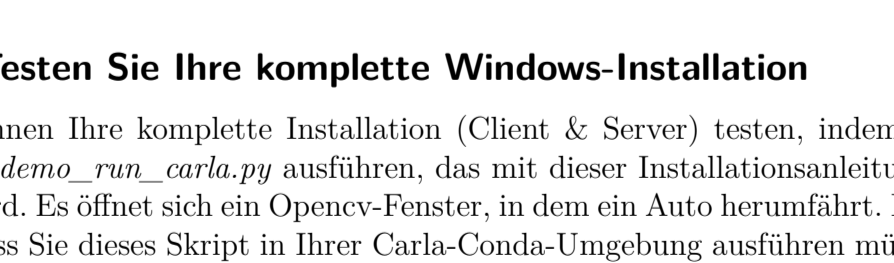 esten Sie Ihre komplette Windows-Installation
nnen Ihre komplette Installation (Client & Server) testen, indem
demo_run_carla.py ausführen, das mit dieser Installationsanleitu
rd. Es öffnet sich ein Opencv-Fenster, in dem ein Auto herumfährt.
ss Sie dieses Skript in Ihrer Carla-Conda-Umgebung ausführen mü